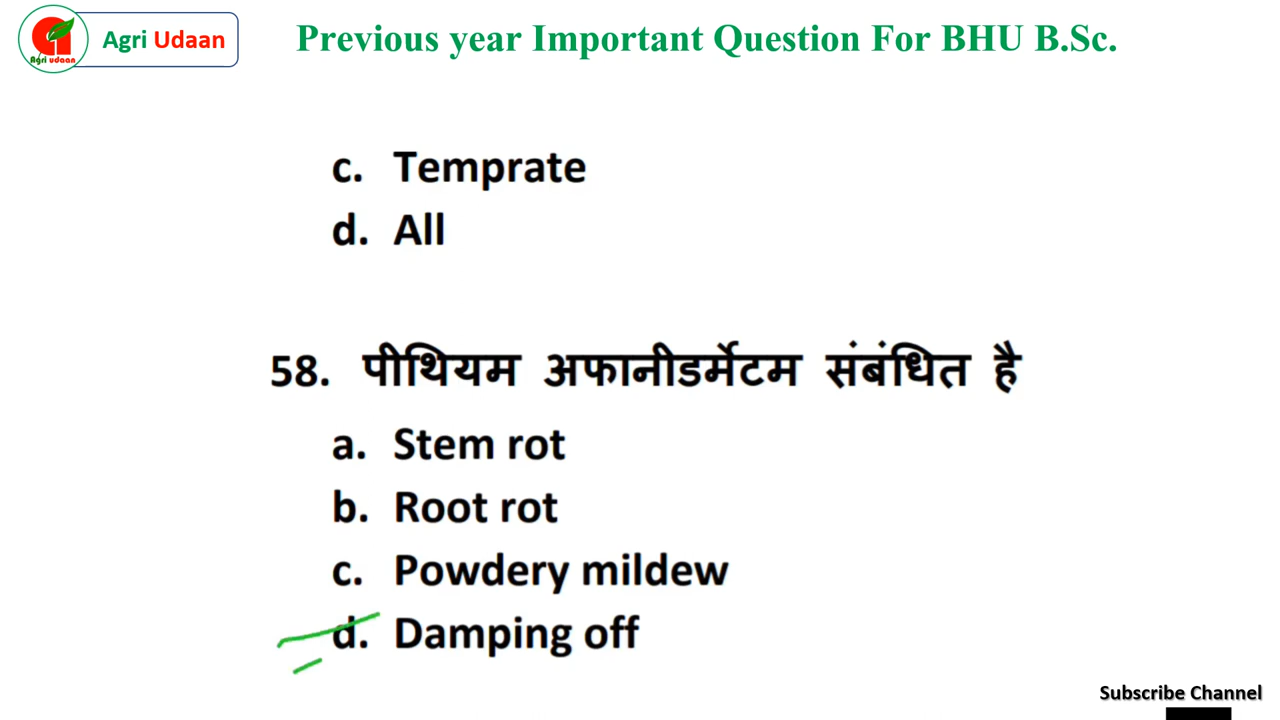 Agri udaan
Agri Udaan
Previous year Important Question For BHU B.Sc.
c. Temprate
d. All
58. पीथियम अफानीडर्मेटम संबंधित है
a. Stem rot
b. Root rot
c. Powdery mildew
d. Damping off
Subscribe Channel